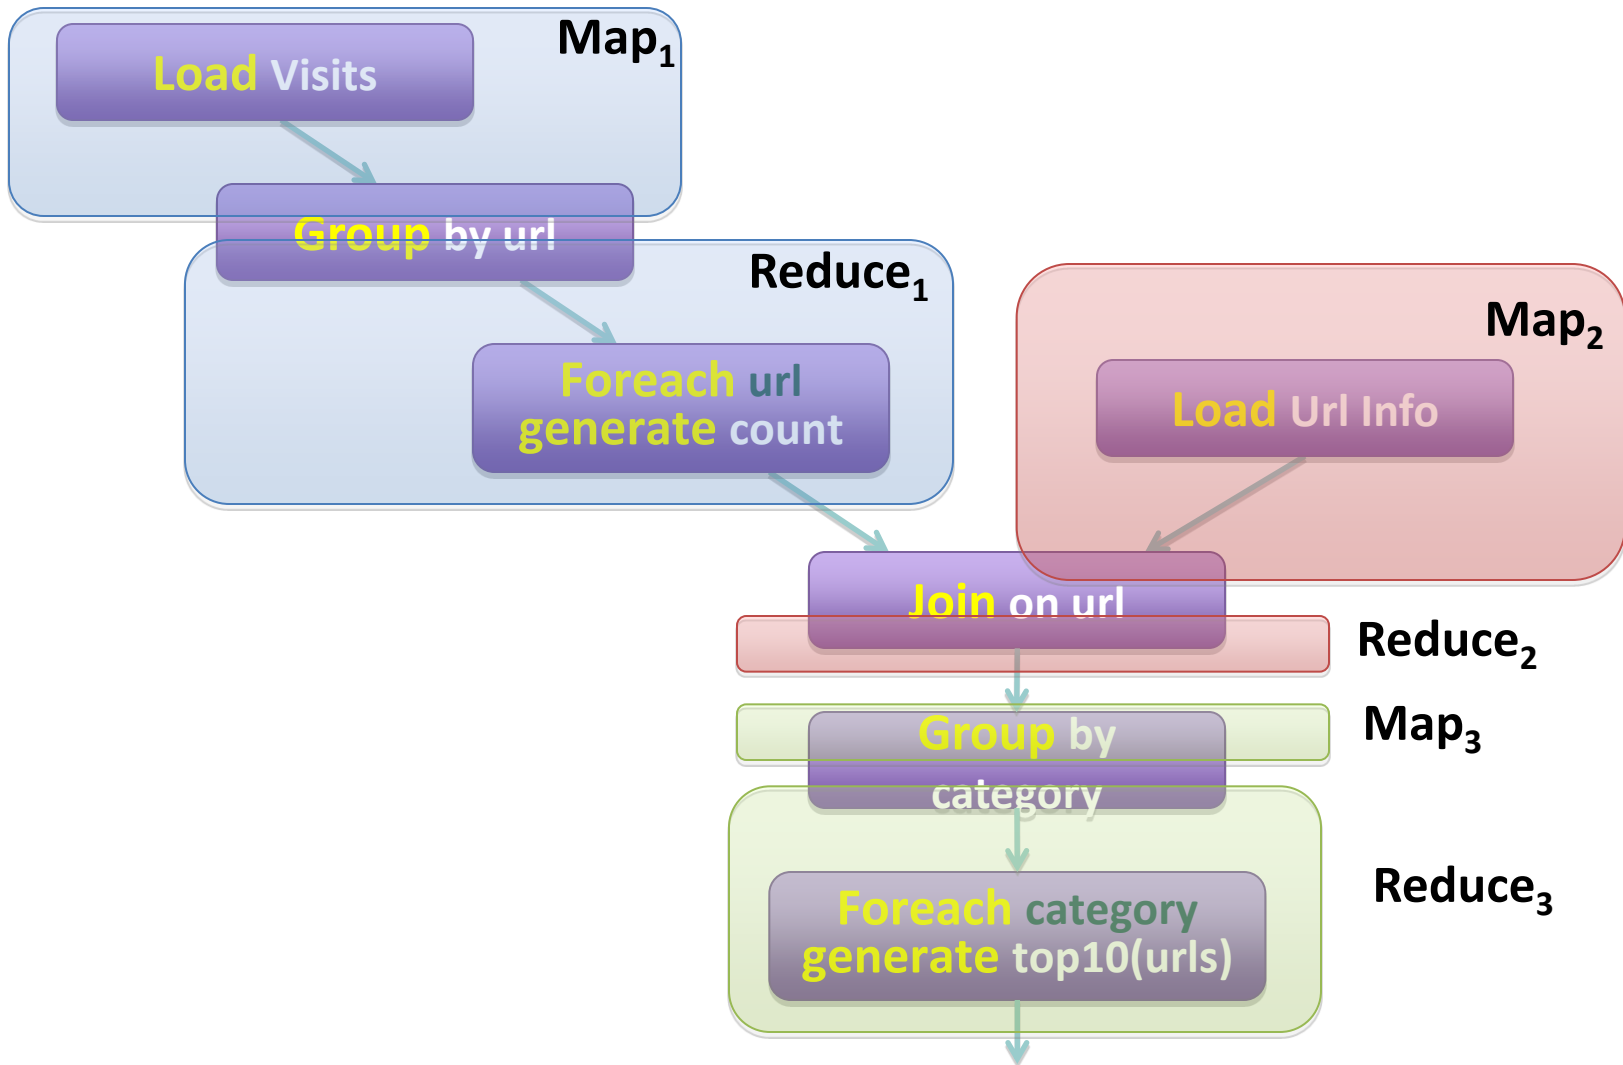 Map1
Load Visits
Group by url
Reduce1
Foreach url
generate count
Map2
Load Url Info
Join on url
Reduce2
Group by
category
Map3
Foreach category
generate top10(urls)
Reduce3